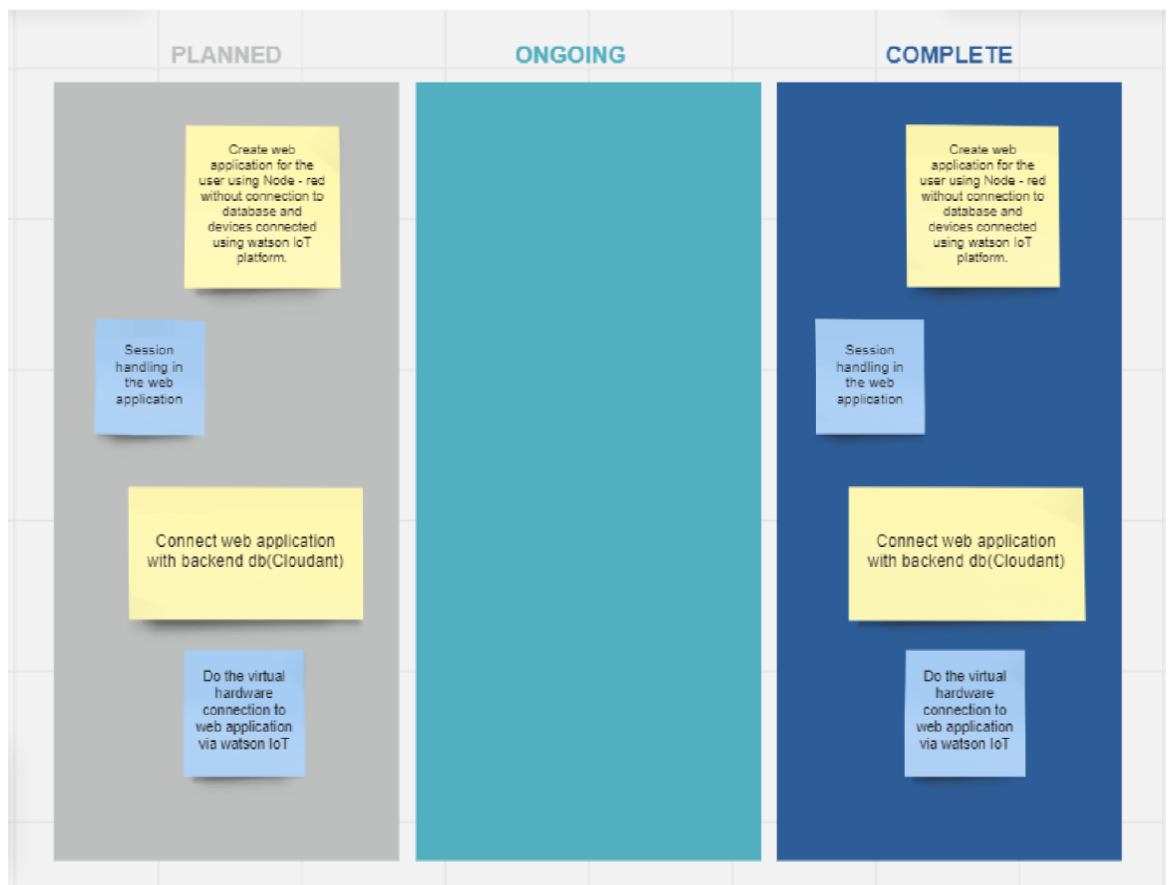 PLANNED
ONGOING
COMPLETE
Create web
application for the
user using Node - red
without connection to
database and
devices connected
using watson IoT
platform.
Session
handling in
the web
application
Connect web application
with backend db(Cloudant)
Do the virtual
hardware
connection to
web application
via watson IoT
Create web
application for the
user using Node - red
without connection to
database and
devices connected
using watson IoT
platform.
Session
handling in
the web
application
Connect web application
with backend db(Cloudant)
Do the virtual
hardware
connection to
web application
via watson IoT